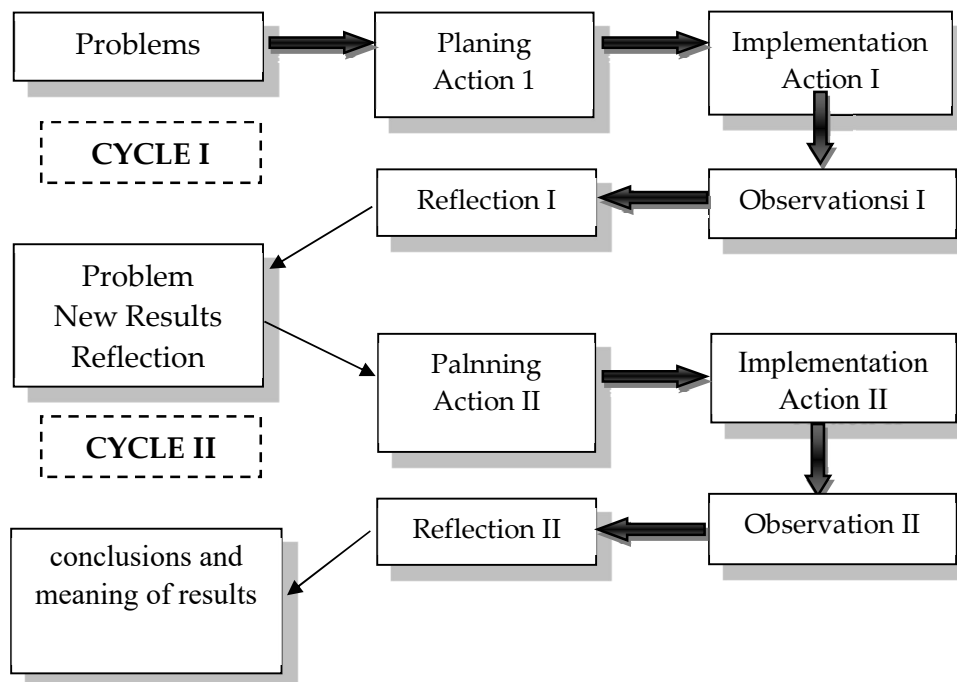 Problems
Planing
Action 1
Implementation
Action I
CYCLE I
Reflection I
Observationsi I
Problem
New Results
Reflection
Palnning
Action II
Implementation
Action II
CYCLE II
Reflection II
Observation II
conclusions and
meaning of results